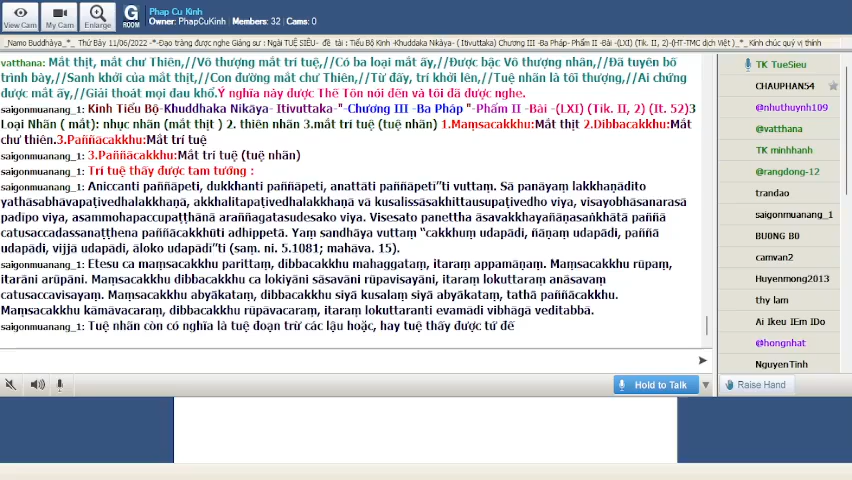 View Cam
My Cam
Enlarge
G ROOM
Phap Cu Kinh
Owner: PhapCuKinh | Members: 32 | Cams: 0
_Namo Buddhãya_*_ Thứ Bảy 11/06/2022 -*-Đạo tràng được nghe Giảng sư : Ngài TUỆ SIÊU- đề tài : Tiểu Bộ Kinh -Khuddaka Nikāya- ( Itivuttaka) Chương III -Ba Pháp- Phẩm II -Bài -(LXI) (Tik. II, 2)-(HT-TMC dịch Việt )_*_ Kính chúc quý vị thính
vatthana: Mắt thịt, mắt chư Thiên,//Vô thượng mắt trí tuệ,//Có ba loại mắt ấy,//Được bậc Vô thượng nhân,//Đã tuyên bố
trình bày,//Sanh khởi của mắt thịt,//Con đường mắt chư Thiên,//Từ đấy, trí khởi lên,//Tuệ nhãn là tối thượng,//Ai chứng
được mắt ấy,//Giải thoát mọi đau khổ.Ý nghĩa này được Thế Tôn nói đến và tôi đã được nghe.
saigonmuanang_1: Kinh Tiểu Bộ-Khuddhaka Nikāya- Itivuttaka-"-Chương III -Ba Pháp "-Phẩm II -Bài -(LXI) (Tik. II, 2) (It. 52)3
Loại Nhãn ( mắt): nhục nhãn (mắt thịt ) 2. thiên nhãn 3.mắt trí tuệ (tuệ nhãn) 1.Maṃsacakkhu:Mắt thịt 2.Dibbacakkhu:Mắt
chư thiên.3.Paññācakkhu:Mắt trí tuệ
saigonmuanang_1: 3.Paññācakkhu:Mắt trí tuệ (tuệ nhãn)
saigonmuanang_1: Trí tuệ thấy được tam tướng :
saigonmuanang_1: Aniccanti paññāpeti, dukkhanti paññāpeti, anattāti paññāpeti”ti vuttaṃ. Sā panāyaṃ lakkhaṇādito
yathāsabhāvapaṭivedhalakkhaṇā, akkhalitapaṭivedhalakkhaṇā vā kusalissāsakhittausupaṭivedho viya, visayobhāsanarasā
padīpo viya, asammohapaccupaṭṭhānā araññagatasudesako viya. Visesato panettha āsavakkhayañāṇasaṅkhātā paññā
catusaccadassanaṭṭhena paññācakkhūti adhippetā. Yaṃ sandhāya vuttaṃ “cakkhuṃ udapādi, ñāṇaṃ udapādi, paññā
udapādi, vijjā udapādi, āloko udapādi”ti (saṃ. ni. 5.1081; mahāva. 15).
saigonmuanang_1: Etesu ca maṃsacakkhu parittaṃ, dibbacakkhu mahaggataṃ, itaraṃ appamāṇaṃ. Maṃsacakkhu rūpaṃ,
itarāni arūpāni. Maṃsacakkhu dibbacakkhu ca lokiyāni sāsavāni rūpavisayāni, itaraṃ lokuttaraṃ anāsavaṃ
catusaccavisayaṃ. Maṃsacakkhu abyākataṃ, dibbacakkhu siyā kusalaṃ siyā abyākataṃ, tathā paññācakkhu.
Maṃsacakkhu kāmāvacaraṃ, dibbacakkhu rūpāvacaraṃ, itaraṃ lokuttaranti evamādi vibhāgā veditabbā.
saigonmuanang_1: Tuệ nhãn còn có nghĩa là tuệ đoạn trừ các lậu hoặc, hay tuệ thấy được tứ đế
Hold to Talk
Raise Hand
TK TueSieu
CHAUPHAN54
@nhuthuynh109
@vatthana
TK minhhanh
@rangdong-12
trandao
saigonmuanang_1
BU0NG B0
camvan2
Huyenmong2013
thy lam
Ai Ikeu IEm IDo
@hongnhat
NguyenTinh